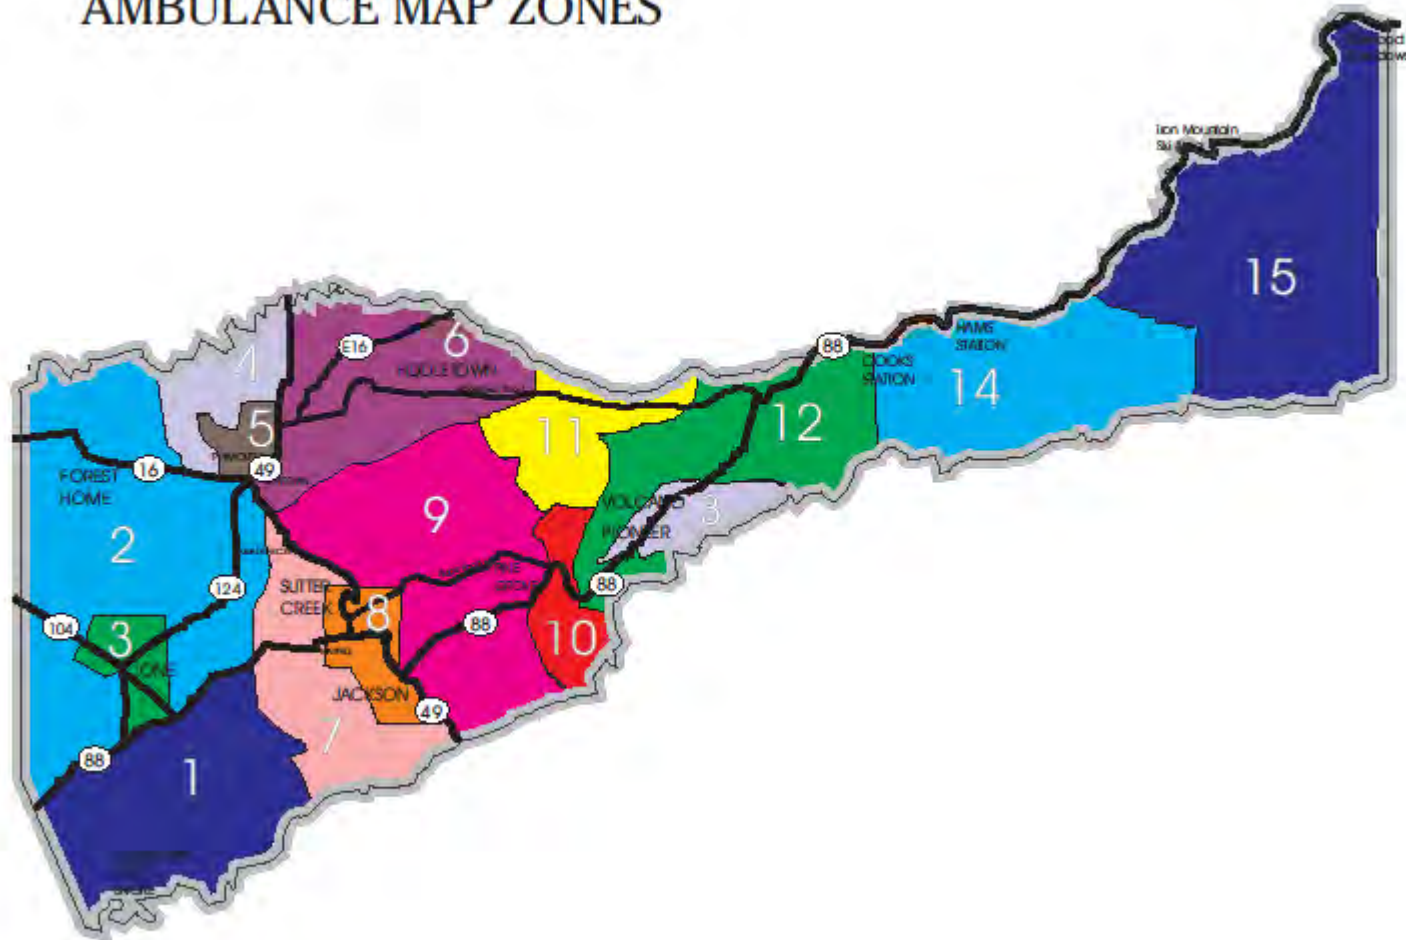 AMBULANCE MAP ZONES
Iron Mountain
15
88
HAMS
STATION
COOKS
STATION
14
4
E16
6
12
5
11
16
49
FOREST
HOME
9
VOLCANO
3
PIONEER
2
124
SUTTER
CREEK
88
8
88
104
3
IONE
10
JACKSON
49
7
88
1